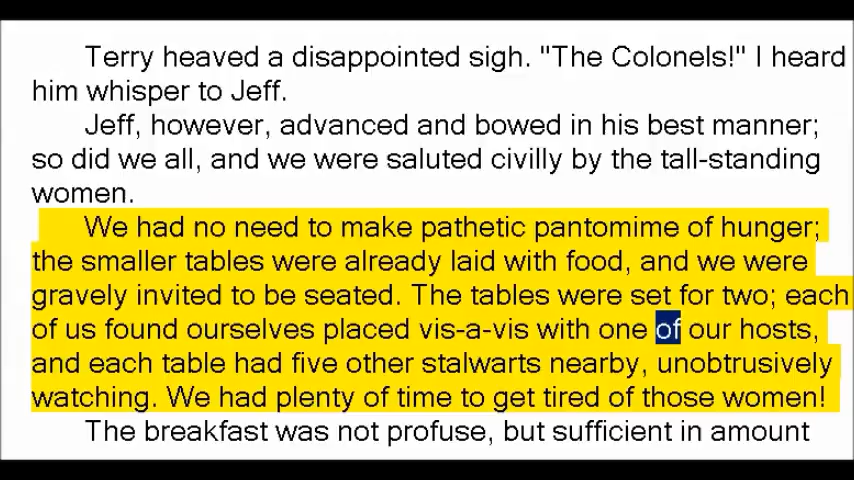 Terry heaved a disappointed sigh. "The Colonels!" I heard
him whisper to Jeff.
Jeff, however, advanced and bowed in his best manner;
so did we all, and we were saluted civilly by the tall-standing
women.
We had no need to make pathetic pantomime of hunger;
the smaller tables were already laid with food, and we were
gravely invited to be seated. The tables were set for two; each
of us found ourselves placed vis-a-vis with one of our hosts,
and each table had five other stalwarts nearby, unobtrusively
watching. We had plenty of time to get tired of those women!
The breakfast was not profuse, but sufficient in amount